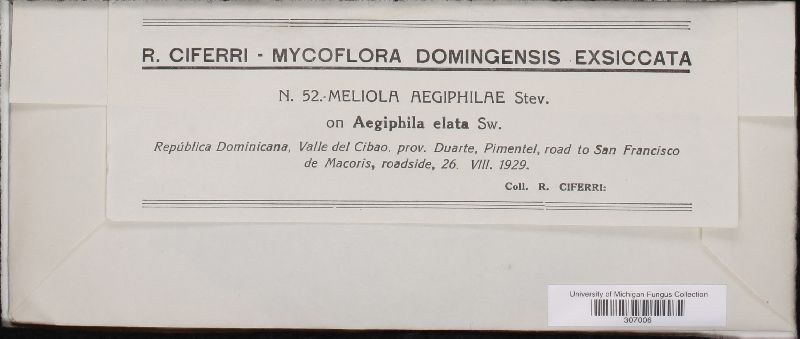 R. CIFERRI - MYCOFLORA DOMINGENSIS EXSICCATA
N. 52.-MELIOLA AEGIPHILAE Stev.
on Aegiphila elata Sw.
República Dominicana, Valle del Cibao, prov. Duarte, Pimentel, road to San Francisco
de Macoris, roadside, 26. VIII. 1929.
Coll. R. CIFERRI:
University of Michigan Fungus Collection
307006